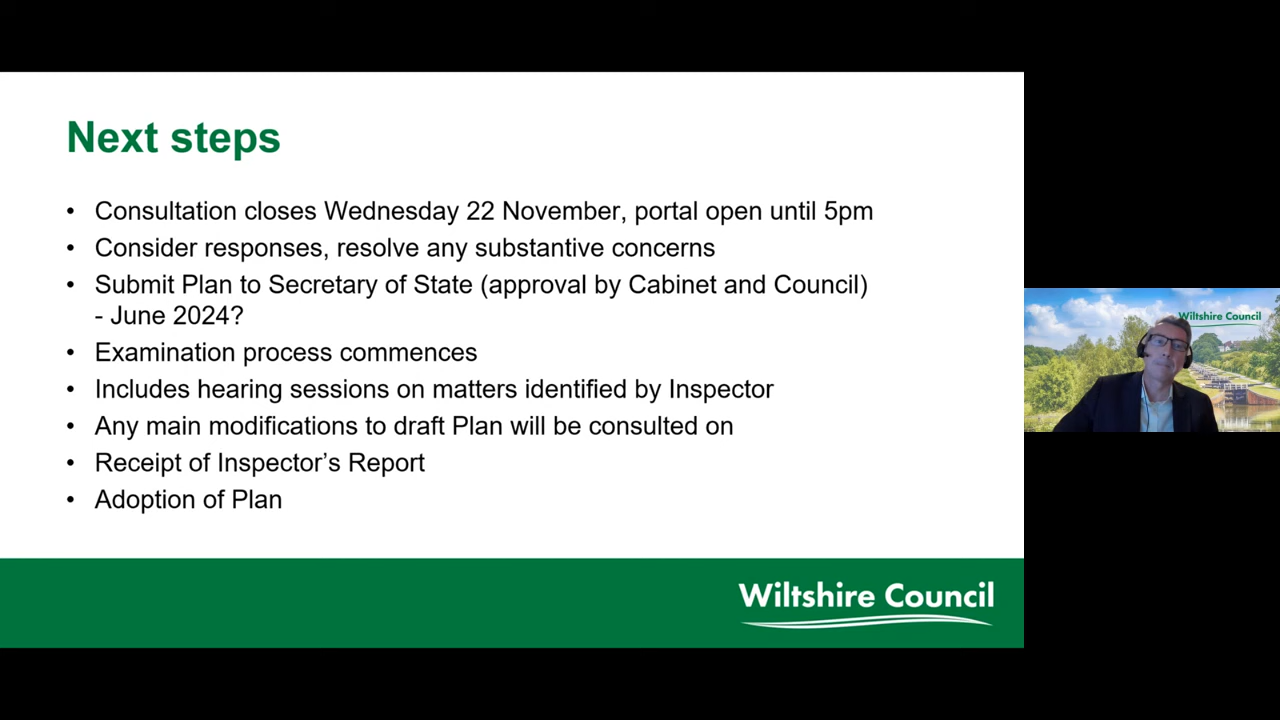 Next steps
• Consultation closes Wednesday 22 November, portal open until 5pm
• Consider responses, resolve any substantive concerns
• Submit Plan to Secretary of State (approval by Cabinet and Council)
- June 2024?
• Examination process commences
• Includes hearing sessions on matters identified by Inspector
• Any main modifications to draft Plan will be consulted on
• Receipt of Inspector’s Report
• Adoption of Plan
Wiltshire Council
Wiltshire Council